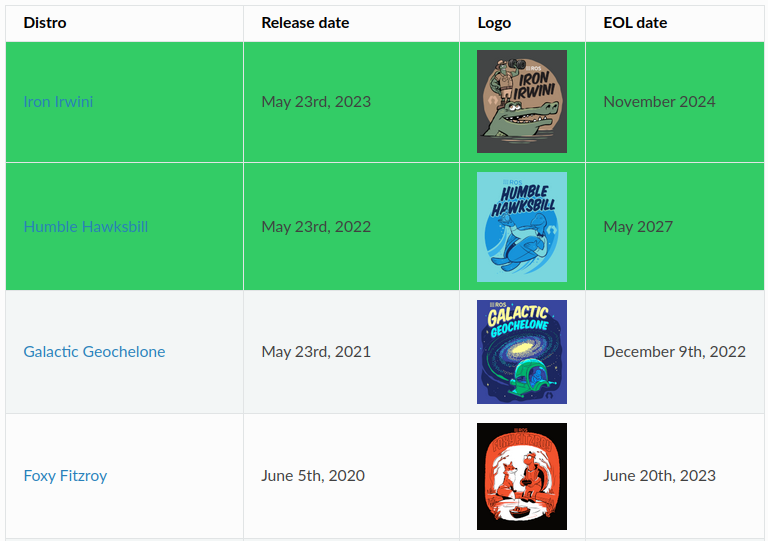 Distro Release date Logo EOL date
Iron Irwini May 23rd, 2023 November 2024
ROS
IRON
IRWINI
Humble Hawksbill May 23rd, 2022 May 2027
ROS
HUMBLE
HAWKSBILL
Galactic Geochelone May 23rd, 2021 December 9th, 2022
ROS
GALACTIC
GEOCHELONE
Foxy Fitzroy June 5th, 2020 June 20th, 2023
ROS